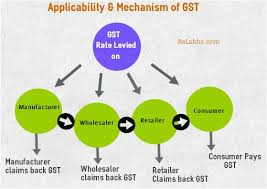 Applicability & Mechanism of GST
ReLakhs.com
GST
Rate Levied
on
Manufacturer
Wholesaler
Retailer
Consumer
Manufacturer
claims back GST
Wholesaler
claims back GST
Retailer
Claims back GST
Consumer Pays
GST